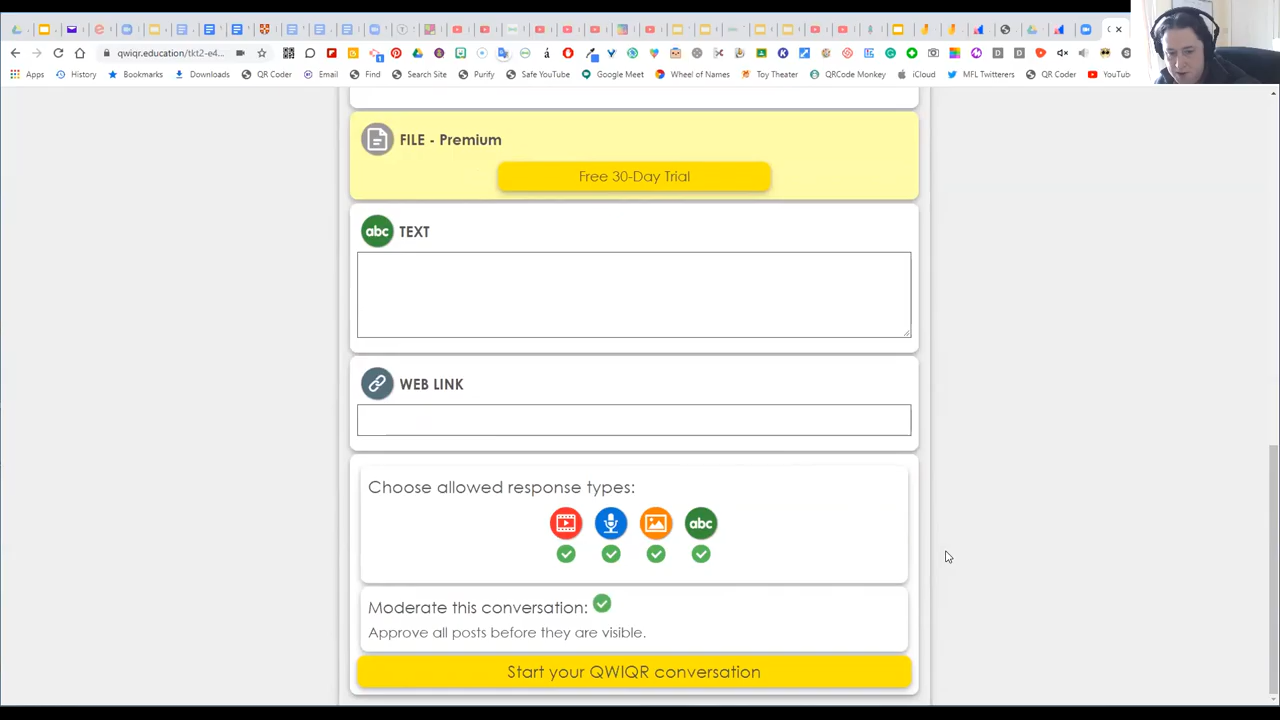 qwiqr.education/tkt2-e4...
Apps History Bookmarks Downloads QR Coder Email Find Search Site Purify Safe YouTube Google Meet Wheel of Names Toy Theater QRCode Monkey iCloud MFL Twitterers QR Coder YouTube
FILE - Premium
Free 30-Day Trial
abc TEXT
WEB LINK
Choose allowed response types:
abc
Moderate this conversation:
Approve all posts before they are visible.
Start your QWIQR conversation